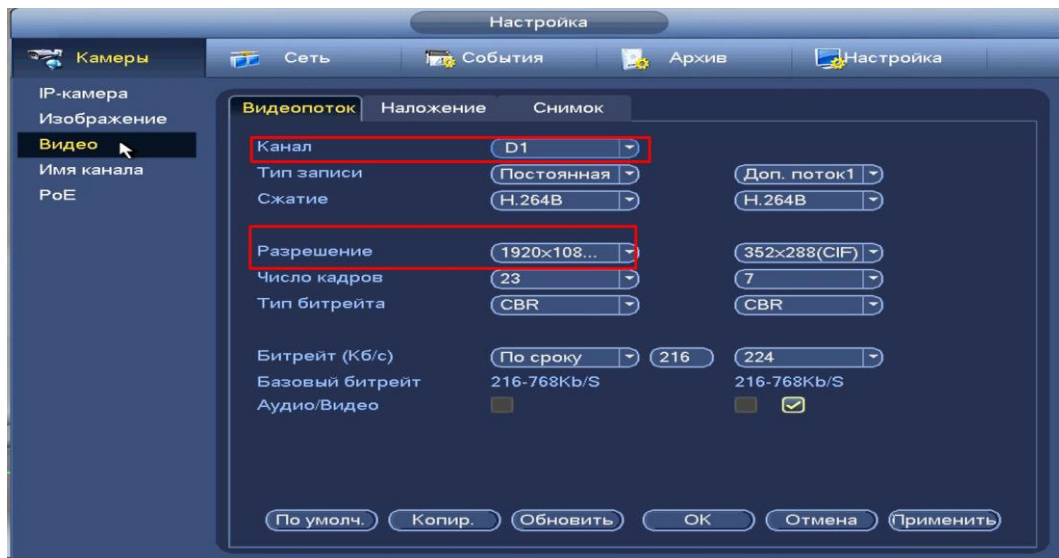 Настройка
Камеры Сеть События Архив Настройка
IP-камера
Изображение
Видео
Имя канала
PoE
Видеопоток Наложение Снимок
Канал D1
Тип записи Постоянная Доп. поток1
Сжатие H.264B H.264B
Разрешение 1920x108... 352x288(CIF)
Число кадров 23 7
Тип битрейта CBR CBR
Битрейт (Кб/с) По сроку 216 224
Базовый битрейт 216-768Kb/S 216-768Kb/S
Аудио/Видео
По умолч. Копир. Обновить OK Отмена Применить